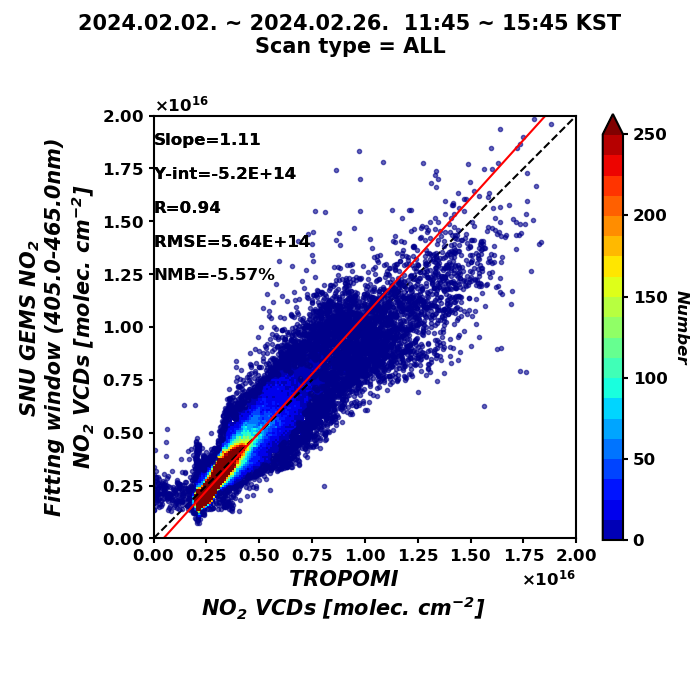 2024.02.02. ~ 2024.02.26.  11:45 ~ 15:45 KST
Scan type = ALL
×10¹⁶
2.00
1.75
1.50
1.25
1.00
0.75
0.50
0.25
0.00
Slope=1.11
Y-int=-5.2E+14
R=0.94
RMSE=5.64E+14
NMB=-5.57%
SNU GEMS NO₂
Fitting window (405.0-465.0nm)
NO₂ VCDs [molec. cm⁻²]
0.00 0.25 0.50 0.75 1.00 1.25 1.50 1.75 2.00
×10¹⁶
TROPOMI
NO₂ VCDs [molec. cm⁻²]
250
200
150
100
50
0
Number